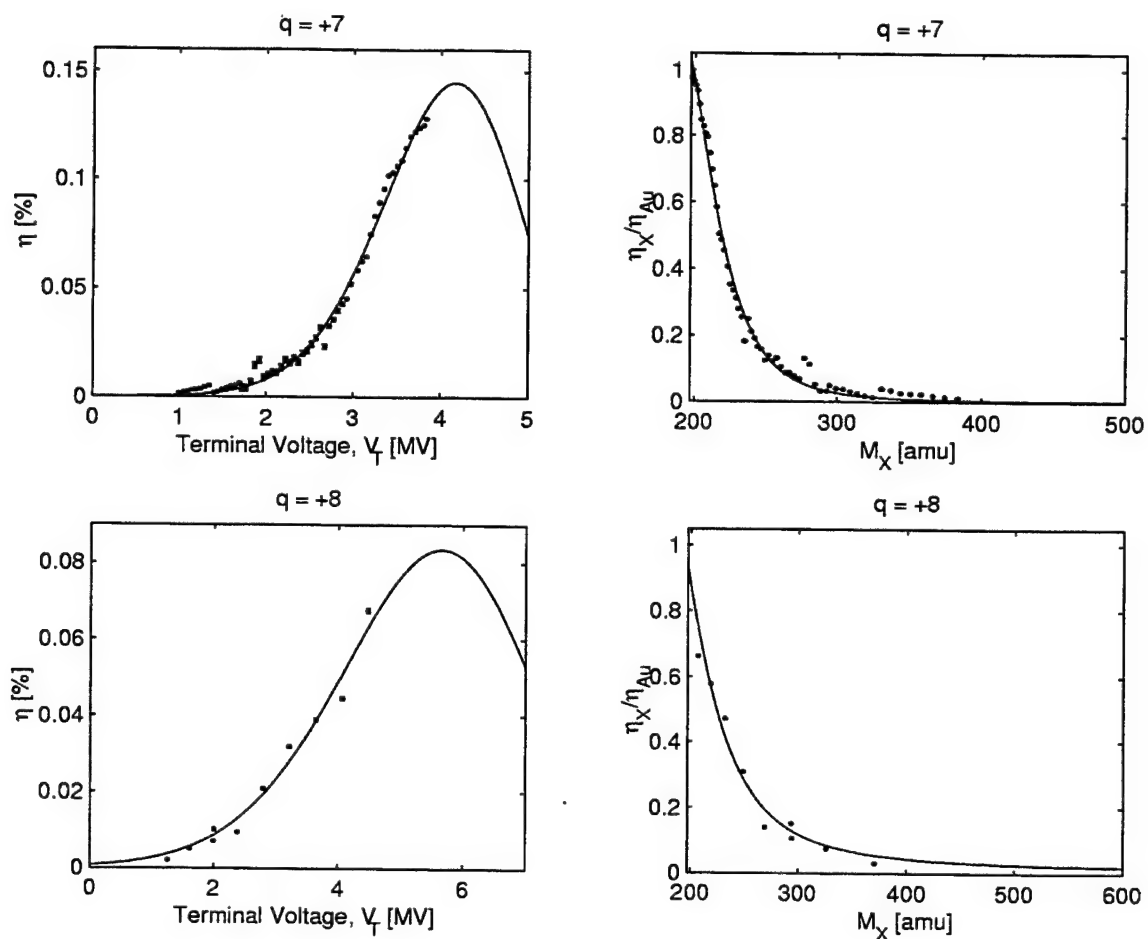 q = +7
0.15
0.1
0.05
0
η [%]
0 1 2 3 4 5
Terminal Voltage, V_T [MV]
q = +7
1
0.8
0.6
0.4
0.2
0
η_X/η_Au
200 300 400 500
M_X [amu]
q = +8
0.08
0.06
0.04
0.02
0
η [%]
0 2 4 6
Terminal Voltage, V_T [MV]
q = +8
1
0.8
0.6
0.4
0.2
0
η_X/η_Au
200 300 400 500 600
M_X [amu]